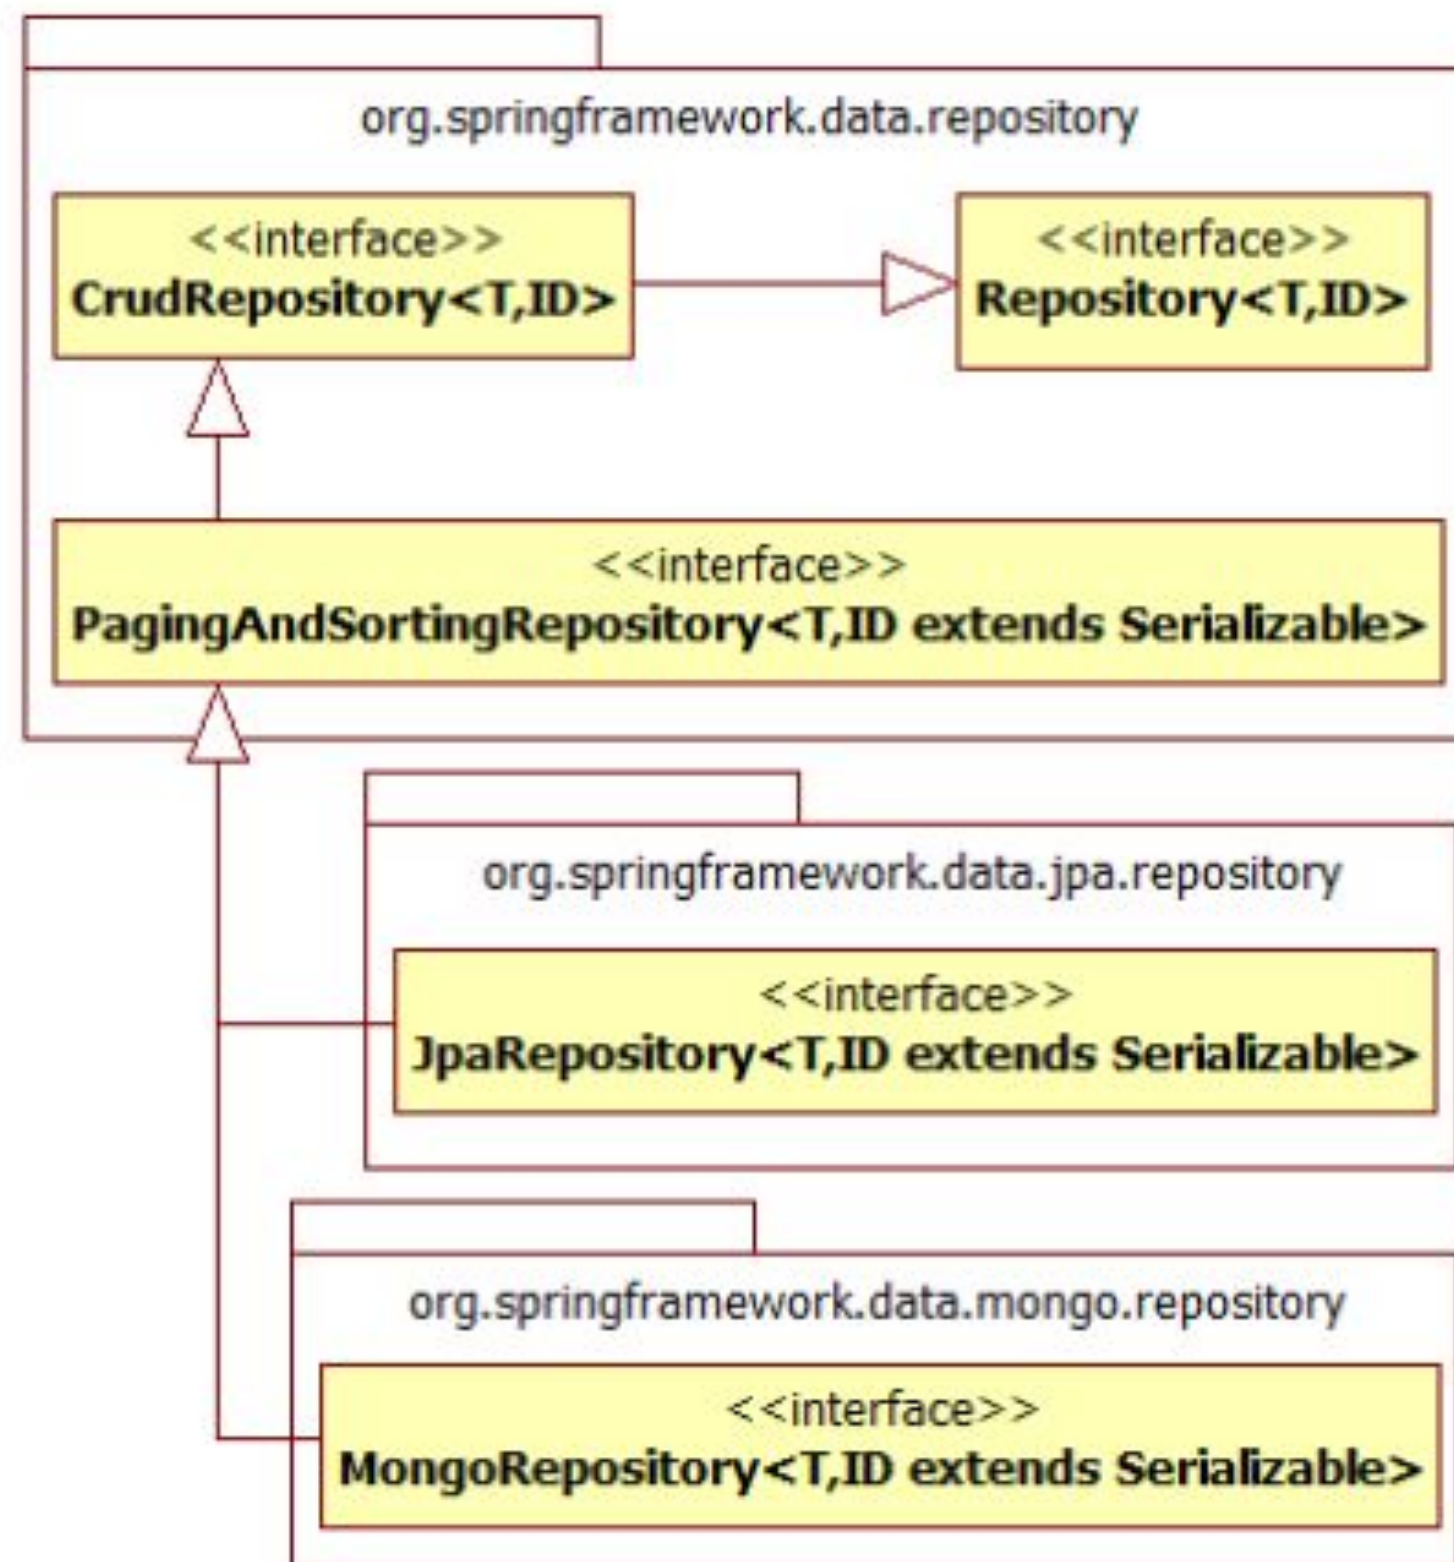 org.springframework.data.repository
<<interface>>
CrudRepository<T,ID>
<<interface>>
Repository<T,ID>
<<interface>>
PagingAndSortingRepository<T,ID extends Serializable>
org.springframework.data.jpa.repository
<<interface>>
JpaRepository<T,ID extends Serializable>
org.springframework.data.mongo.repository
<<interface>>
MongoRepository<T,ID extends Serializable>